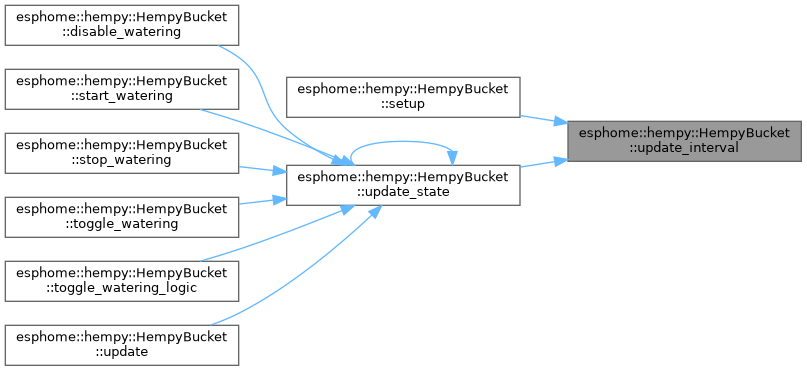 esphome::hempy::HempyBucket
::disable_watering
esphome::hempy::HempyBucket
::start_watering
esphome::hempy::HempyBucket
::stop_watering
esphome::hempy::HempyBucket
::toggle_watering
esphome::hempy::HempyBucket
::toggle_watering_logic
esphome::hempy::HempyBucket
::update
esphome::hempy::HempyBucket
::setup
esphome::hempy::HempyBucket
::update_state
esphome::hempy::HempyBucket
::update_interval